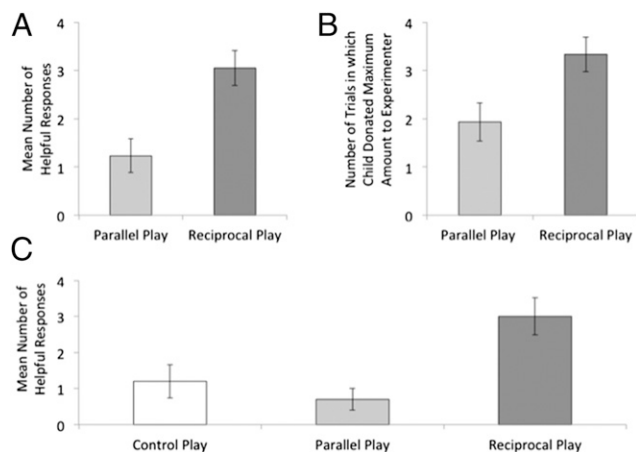 A
Mean Number of
Helpful Responses
4
3
2
1
0
Parallel Play
Reciprocal Play
B
Number of Trials in which
Child Donated Maximum
Amount to Experimenter
4
3
2
1
0
Parallel Play
Reciprocal Play
C
Mean Number of
Helpful Responses
4
3
2
1
0
Control Play
Parallel Play
Reciprocal Play